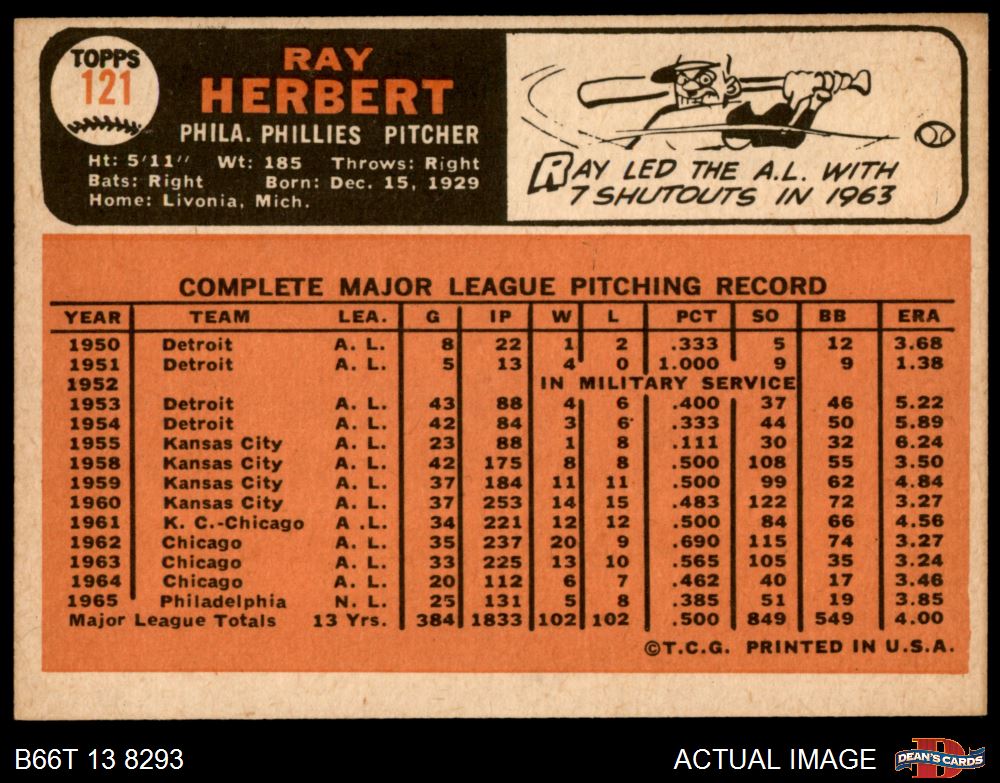 TOPPS
121
RAY
HERBERT
PHILA. PHILLIES PITCHER
Ht: 5'11" Wt: 185 Throws: Right
Bats: Right Born: Dec. 15, 1929
Home: Livonia, Mich.
RAY LED THE A.L. WITH
7 SHUTOUTS IN 1963
COMPLETE MAJOR LEAGUE PITCHING RECORD
YEAR TEAM LEA. G IP W L PCT SO BB ERA
1950 Detroit A. L. 8 22 1 2 .333 5 12 3.68
1951 Detroit A. L. 5 13 4 0 1.000 9 9 1.38
1952 IN MILITARY SERVICE
1953 Detroit A. L. 43 88 4 6 .400 37 46 5.22
1954 Detroit A. L. 42 84 3 6 .333 44 50 5.89
1955 Kansas City A. L. 23 88 1 8 .111 30 32 6.24
1958 Kansas City A. L. 42 175 8 8 .500 108 55 3.50
1959 Kansas City A. L. 37 184 11 11 .500 99 62 4.84
1960 Kansas City A. L. 37 253 14 15 .483 122 72 3.27
1961 K. C.-Chicago A .L. 34 221 12 12 .500 84 66 4.56
1962 Chicago A. L. 35 237 20 9 .690 115 74 3.27
1963 Chicago A. L. 33 225 13 10 .565 105 35 3.24
1964 Chicago A. L. 20 112 6 7 .462 40 17 3.46
1965 Philadelphia N. L. 25 131 5 8 .385 51 19 3.85
Major League Totals 13 Yrs. 384 1833 102 102 .500 849 549 4.00
©T.C.G. PRINTED IN U.S.A.
B66T 13 8293
ACTUAL IMAGE
D
DEAN'S CARDS